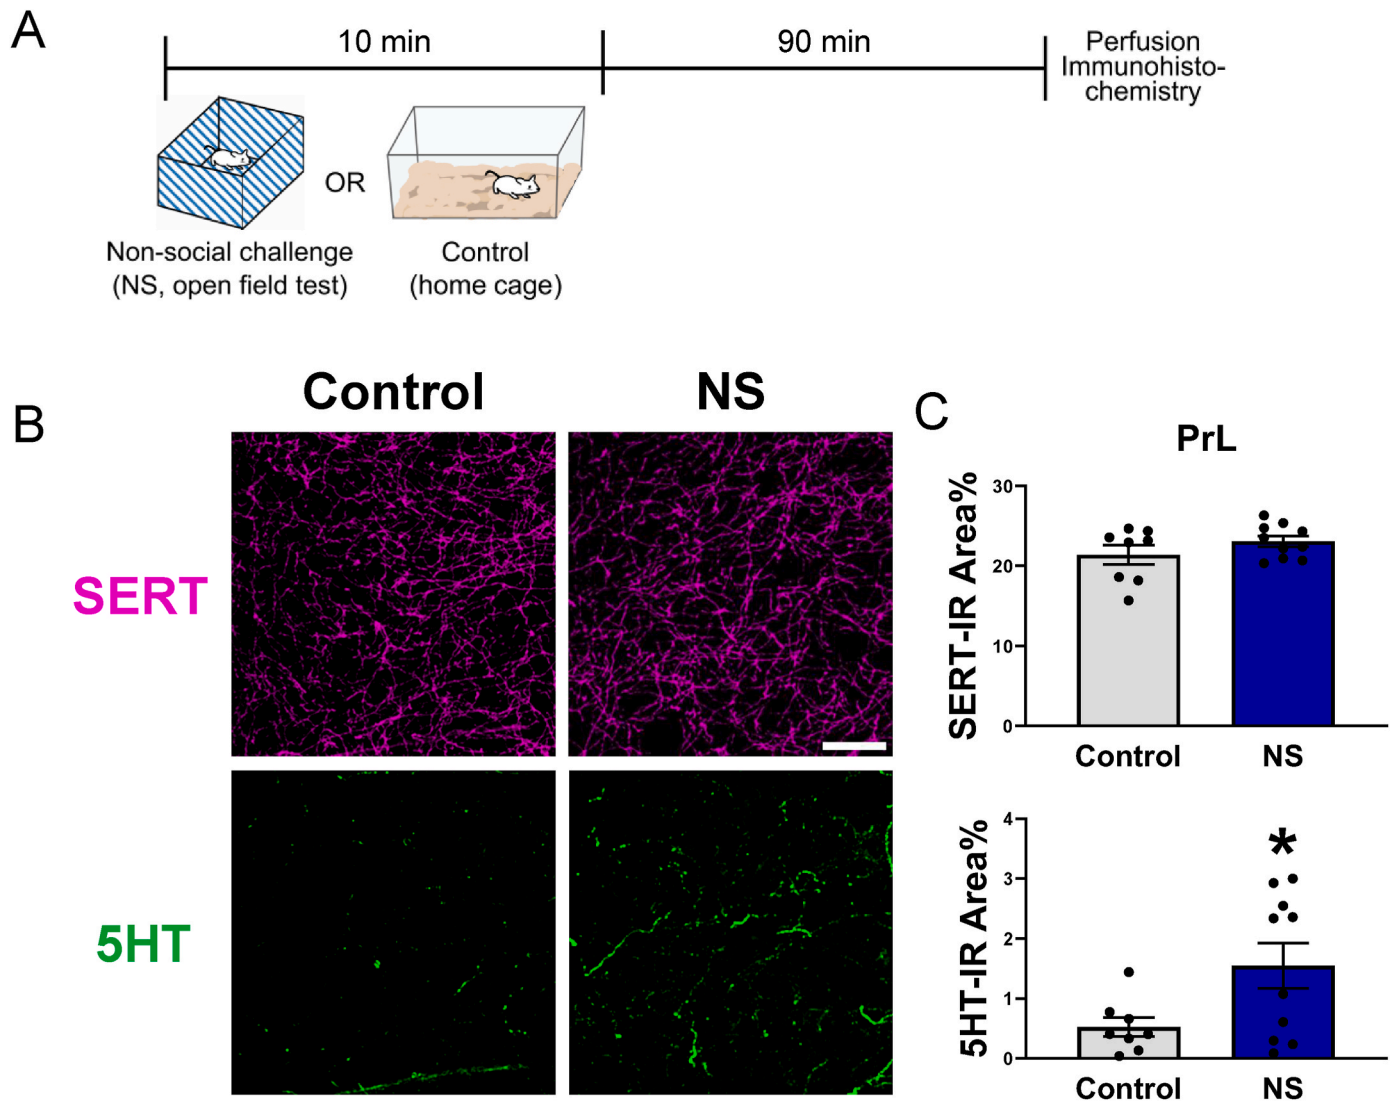 A
10 min
90 min
Perfusion
Immunohisto-
chemistry
OR
Non-social challenge
(NS, open field test)
Control
(home cage)
B
Control
NS
SERT
5HT
C
PrL
SERT-IR Area%
30
20
10
0
Control
NS
5HT-IR Area%
4
3
2
1
0
*
Control
NS